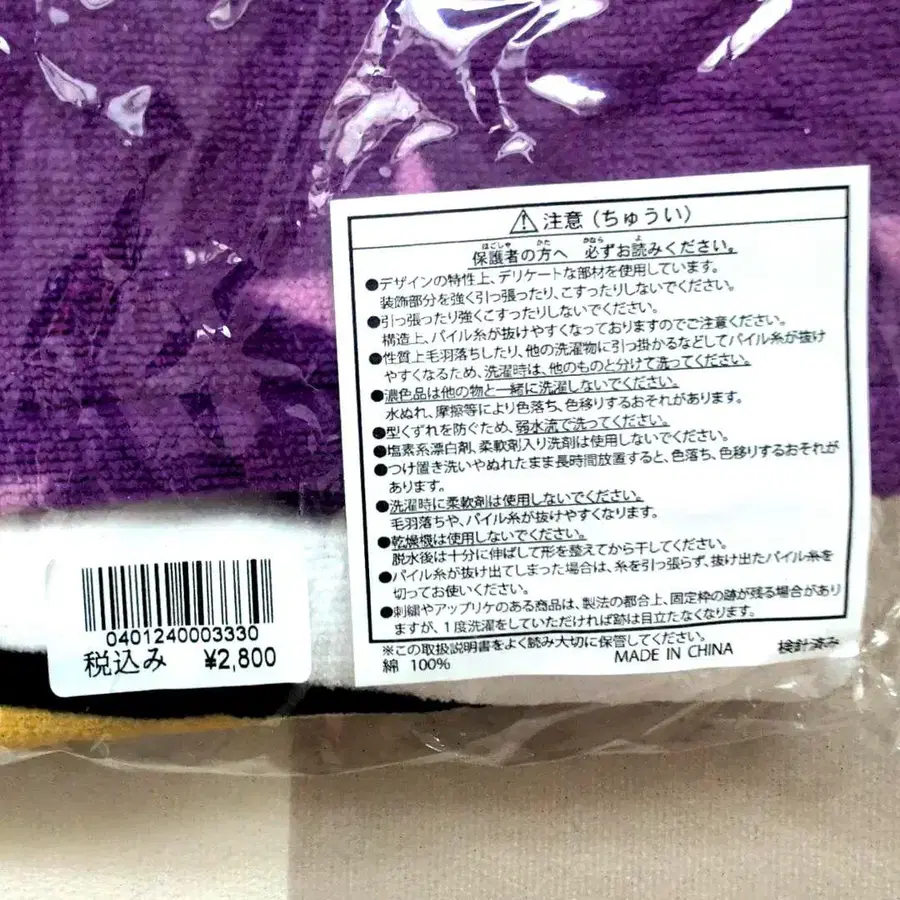 ⚠注意（ちゅうい）
保護者の方へ 必ずお読みください。
●デザインの特性上、デリケートな部材を使用しています。
装飾部分を強く引っ張ったり、こすったりしないでください。
●引っ張ったり強くこすったりしないでください。
構造上、パイル糸が抜けやすくなっておりますのでご注意ください。
●性質上毛羽落ちしたり、他の洗濯物に引っ掛かるなどしてパイル糸が抜け
やすくなるため、洗濯時は、他のものと分けて洗ってください。
●濃色品は他の物と一緒に洗濯しないでください。
水ぬれ、摩擦等により色落ち、色移りするおそれがあります。
●型くずれを防ぐため、弱水流で洗ってください。
●塩素系漂白剤、柔軟剤入り洗剤は使用しないでください。
●つけ置き洗いやぬれたまま長時間放置すると、色落ち、色移りするおそれが
あります。
●洗濯時に柔軟剤は使用しないでください。
毛羽落ちや、パイル糸が抜けやすくなります。
●乾燥機は使用しないでください。
脱水後は十分に伸ばして形を整えてから干してください。
●パイル糸が抜け出てしまった場合は、糸を引っ張らず、抜け出たパイル糸を
切ってお使いください。
●刺繍やアップリケのある商品は、製法の都合上、固定枠の跡が残る場合があり
ますが、1度洗濯をしていただければ跡は目立たなくなります。
※この取扱説明書をよく読み大切に保管してください。
綿 100% MADE IN CHINA 検針済み
0401240003330
税込み ¥2,800